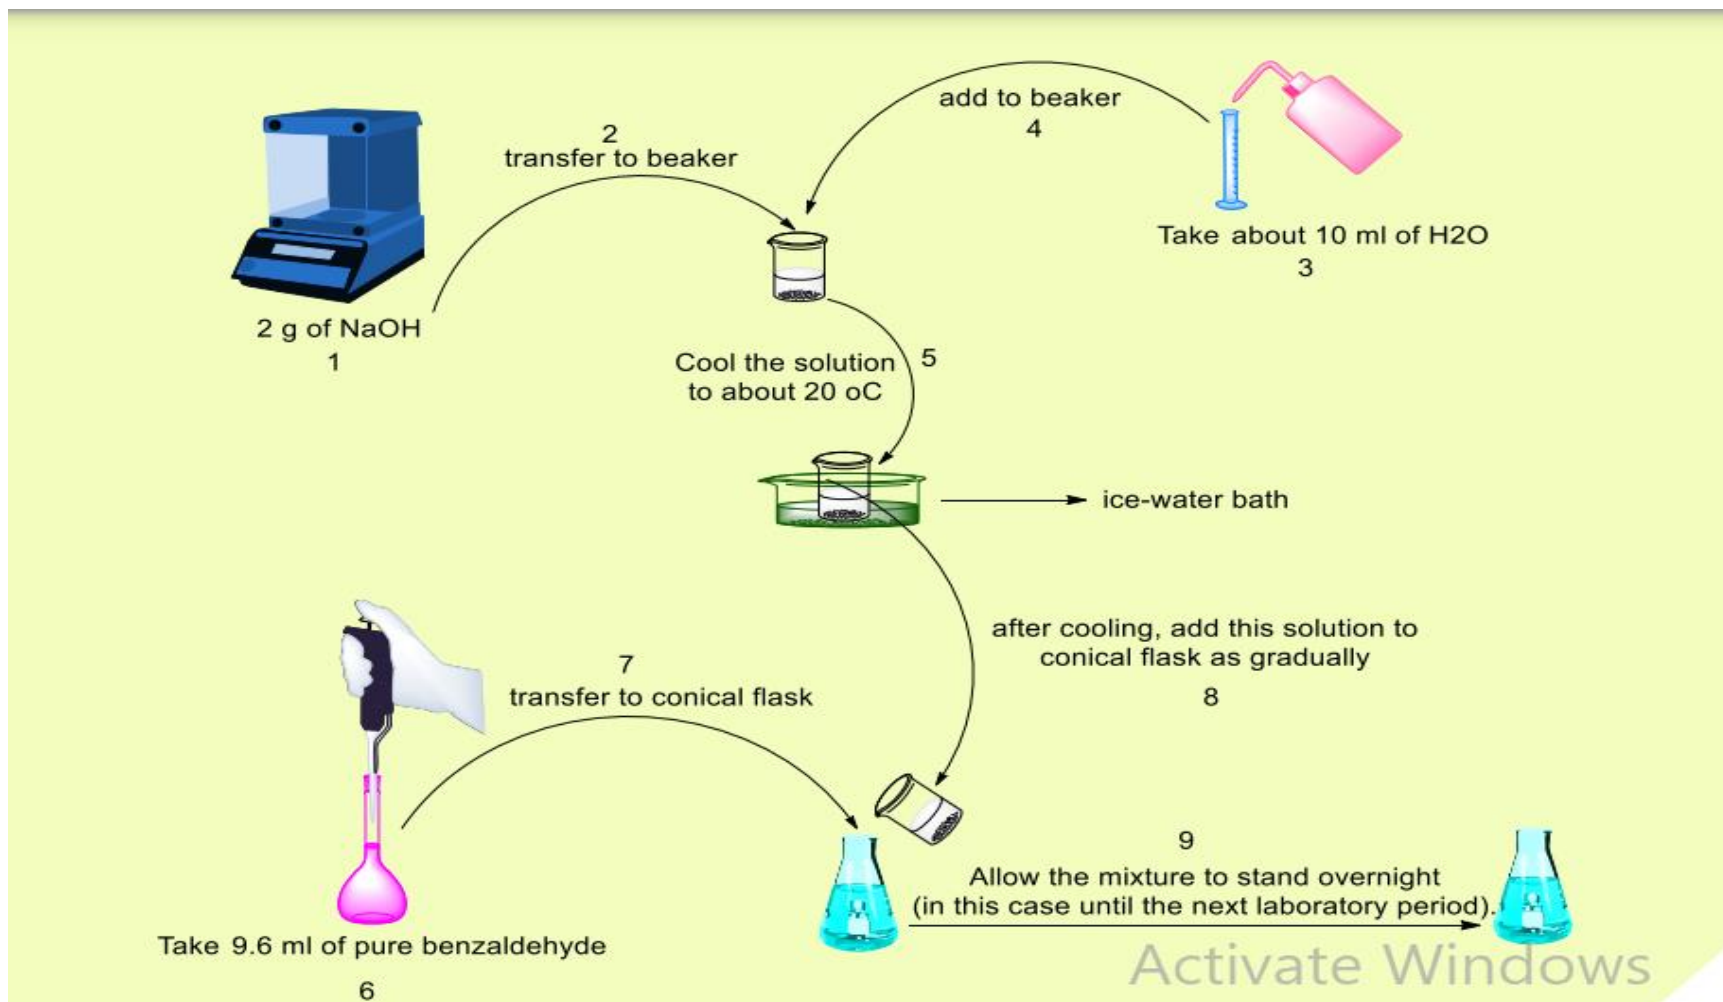 2 g of NaOH
1
2
transfer to beaker
Take about 10 ml of H2O
3
add to beaker
4
Cool the solution
to about 20 oC
5
ice-water bath
Take 9.6 ml of pure benzaldehyde
6
7
transfer to conical flask
after cooling, add this solution to
conical flask as gradually
8
9
Allow the mixture to stand overnight
(in this case until the next laboratory period).
Activate Windows